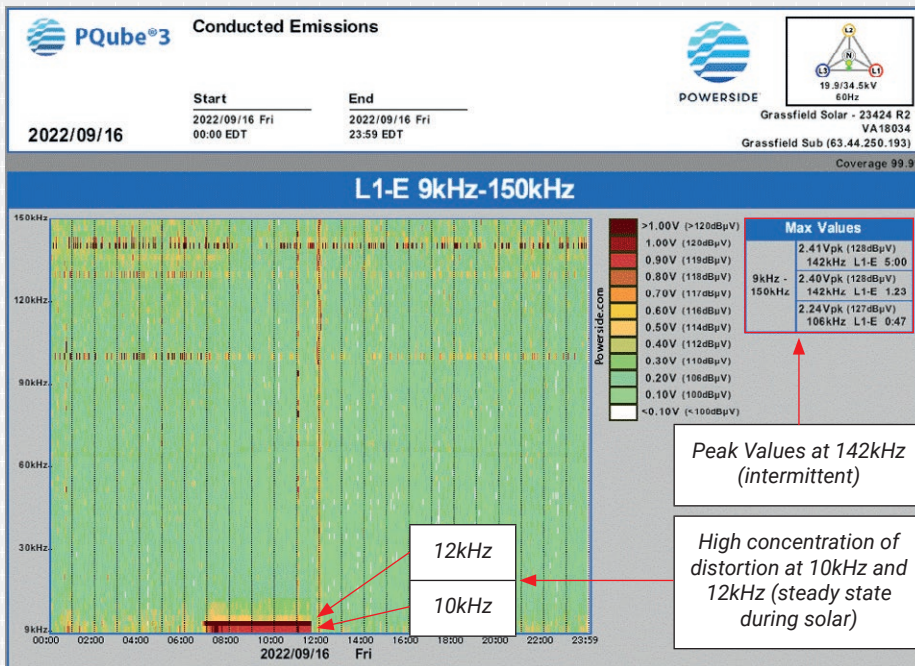 PQube®3
Conducted Emissions
Start
End
2022/09/16
2022/09/16 Fri
00:00 EDT
2022/09/16 Fri
23:59 EDT
POWERSIDE
L2
N
L3
L1
19.9/34.5kV
60Hz
Grassfield Solar - 23424 R2
VA18034
Grassfield Sub (63.44.250.193)
Coverage 99.9
L1-E 9kHz-150kHz
150kHz
120kHz
90kHz
60kHz
30kHz
9kHz
00:00 02:00 04:00 06:00 08:00 10:00 12:00 14:00 16:00 18:00 20:00 22:00 23:59
2022/09/16 Fri
>1.00V (>120dBµV)
1.00V (120dBµV)
0.90V (119dBµV)
0.80V (118dBµV)
0.70V (117dBµV)
0.60V (116dBµV)
0.50V (114dBµV)
0.40V (112dBµV)
0.30V (110dBµV)
0.20V (106dBµV)
0.10V (100dBµV)
<0.10V (<100dBµV)
Powerside.com
Max Values
9kHz -
150kHz
2.41Vpk (128dBµV)
142kHz L1-E 5:00
2.40Vpk (128dBµV)
142kHz L1-E 1:23
2.24Vpk (127dBµV)
106kHz L1-E 0:47
Peak Values at 142kHz
(intermittent)
12kHz
10kHz
High concentration of
distortion at 10kHz and
12kHz (steady state
during solar)